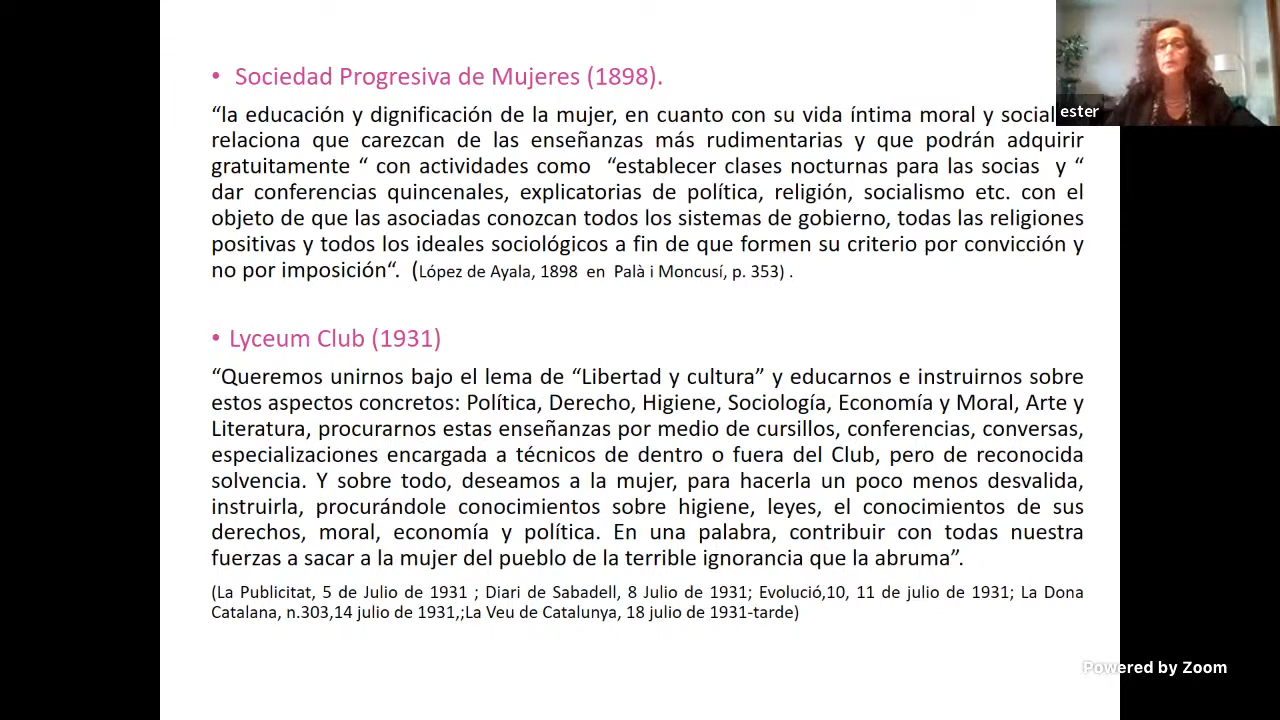 • Sociedad Progresiva de Mujeres (1898).
“la educación y dignificación de la mujer, en cuanto con su vida íntima moral y social
relaciona que carezcan de las enseñanzas más rudimentarias y que podrán adquirir
gratuitamente “ con actividades como “establecer clases nocturnas para las socias y “
dar conferencias quincenales, explicatorias de política, religión, socialismo etc. con el
objeto de que las asociadas conozcan todos los sistemas de gobierno, todas las religiones
positivas y todos los ideales sociológicos a fin de que formen su criterio por convicción y
no por imposición“. (López de Ayala, 1898 en Palà i Moncusí, p. 353) .
• Lyceum Club (1931)
“Queremos unirnos bajo el lema de “Libertad y cultura” y educarnos e instruirnos sobre
estos aspectos concretos: Política, Derecho, Higiene, Sociología, Economía y Moral, Arte y
Literatura, procurarnos estas enseñanzas por medio de cursillos, conferencias, conversas,
especializaciones encargada a técnicos de dentro o fuera del Club, pero de reconocida
solvencia. Y sobre todo, deseamos a la mujer, para hacerla un poco menos desvalida,
instruirla, procurándole conocimientos sobre higiene, leyes, el conocimientos de sus
derechos, moral, economía y política. En una palabra, contribuir con todas nuestra
fuerzas a sacar a la mujer del pueblo de la terrible ignorancia que la abruma”.
(La Publicitat, 5 de Julio de 1931 ; Diari de Sabadell, 8 Julio de 1931; Evolució,10, 11 de julio de 1931; La Dona
Catalana, n.303,14 julio de 1931,;La Veu de Catalunya, 18 julio de 1931-tarde)
ester
Powered by Zoom